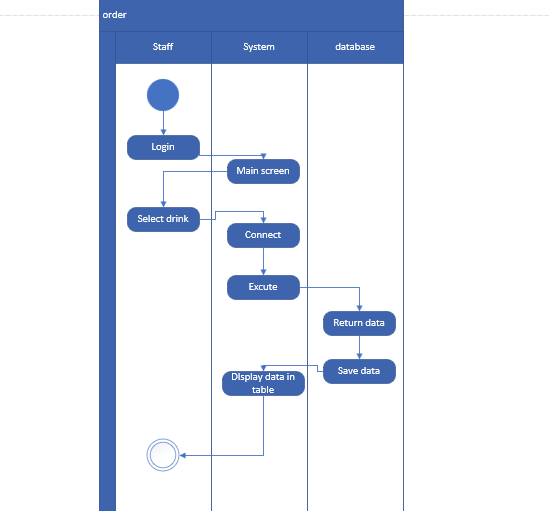 order
Staff
System
database
Login
Main screen
Select drink
Connect
Excute
Return data
Save data
Display data in
table